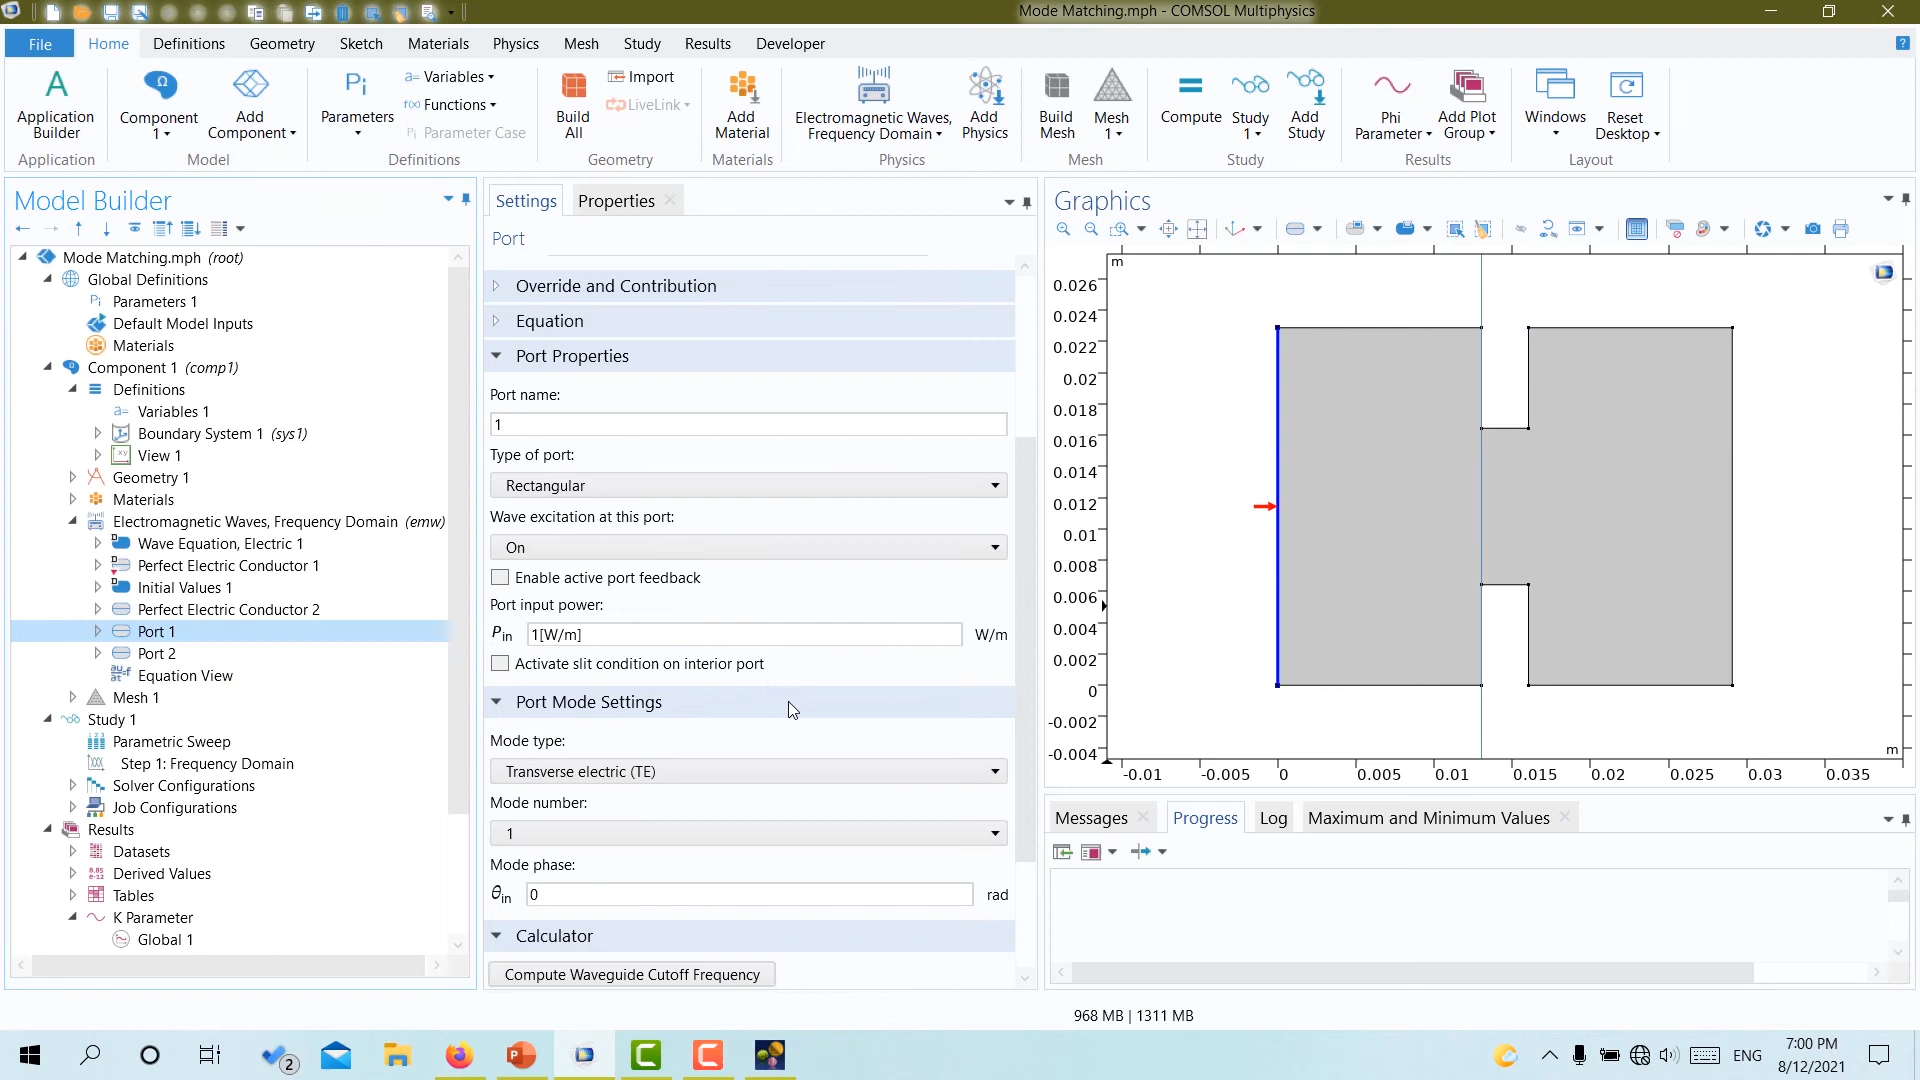 Mode Matching.mph - COMSOL Multiphysics
File
Home
Definitions
Geometry
Sketch
Materials
Physics
Mesh
Study
Results
Developer
Application Builder
Component 1
Add Component
Pi
Parameters
a= Variables
f(x) Functions
Pi Parameter Case
Build All
Import
LiveLink
Add Material
Electromagnetic Waves, Frequency Domain
Add Physics
Build Mesh
Mesh 1
Compute
Study 1
Add Study
Phi Parameter
Add Plot Group
Windows
Reset Desktop
Application
Model
Definitions
Geometry
Materials
Physics
Mesh
Study
Results
Layout
Model Builder
Mode Matching.mph (root)
Global Definitions
Pi Parameters 1
Default Model Inputs
Materials
Component 1 (comp1)
Definitions
a= Variables 1
Boundary System 1 (sys1)
View 1
Geometry 1
Materials
Electromagnetic Waves, Frequency Domain (emw)
Wave Equation, Electric 1
Perfect Electric Conductor 1
Initial Values 1
Perfect Electric Conductor 2
Port 1
Port 2
Equation View
Mesh 1
Study 1
Parametric Sweep
Step 1: Frequency Domain
Solver Configurations
Job Configurations
Results
Datasets
Derived Values
Tables
K Parameter
Global 1
Settings
Properties
Port
Override and Contribution
Equation
Port Properties
Port name:
1
Type of port:
Rectangular
Wave excitation at this port:
On
Enable active port feedback
Port input power:
Pin 1[W/m] W/m
Activate slit condition on interior port
Port Mode Settings
Mode type:
Transverse electric (TE)
Mode number:
1
Mode phase:
θin 0 rad
Calculator
Compute Waveguide Cutoff Frequency
Graphics
m
0.026
0.024
0.022
0.02
0.018
0.016
0.014
0.012
0.01
0.008
0.006
0.004
0.002
0
-0.002
-0.004
m
-0.01 -0.005 0 0.005 0.01 0.015 0.02 0.025 0.03 0.035
Messages
Progress
Log
Maximum and Minimum Values
968 MB | 1311 MB
2
ENG
7:00 PM
8/12/2021